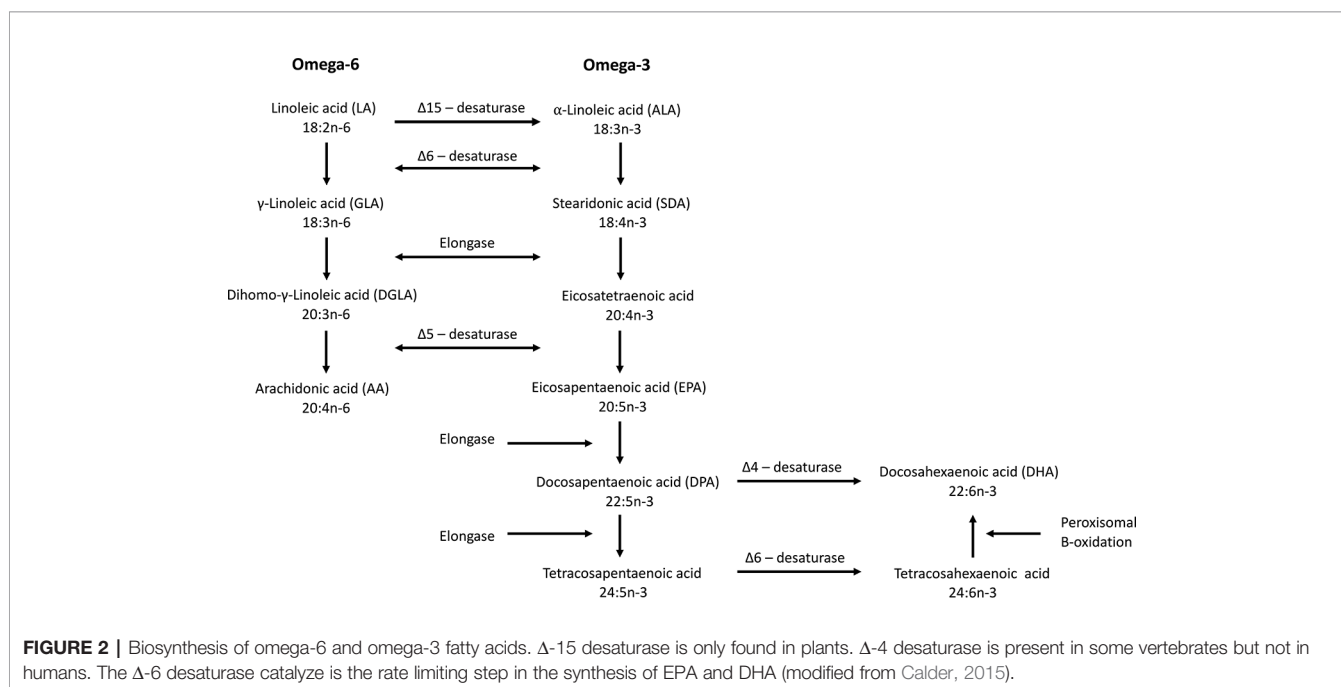 Omega-6
Omega-3
Linoleic acid (LA)
18:2n-6
Δ15 – desaturase
α-Linoleic acid (ALA)
18:3n-3
Δ6 – desaturase
γ-Linoleic acid (GLA)
18:3n-6
Stearidonic acid (SDA)
18:4n-3
Elongase
Dihomo-γ-Linoleic acid (DGLA)
20:3n-6
Eicosatetraenoic acid
20:4n-3
Δ5 – desaturase
Arachidonic acid (AA)
20:4n-6
Eicosapentaenoic acid (EPA)
20:5n-3
Elongase
Docosapentaenoic acid (DPA)
22:5n-3
Δ4 – desaturase
Docosahexaenoic acid (DHA)
22:6n-3
Elongase
Peroxisomal
B-oxidation
Tetracosapentaenoic acid
24:5n-3
Δ6 – desaturase
Tetracosahexaenoic acid
24:6n-3
FIGURE 2 | Biosynthesis of omega-6 and omega-3 fatty acids. Δ-15 desaturase is only found in plants. Δ-4 desaturase is present in some vertebrates but not in
humans. The Δ-6 desaturase catalyze is the rate limiting step in the synthesis of EPA and DHA (modified from Calder, 2015).